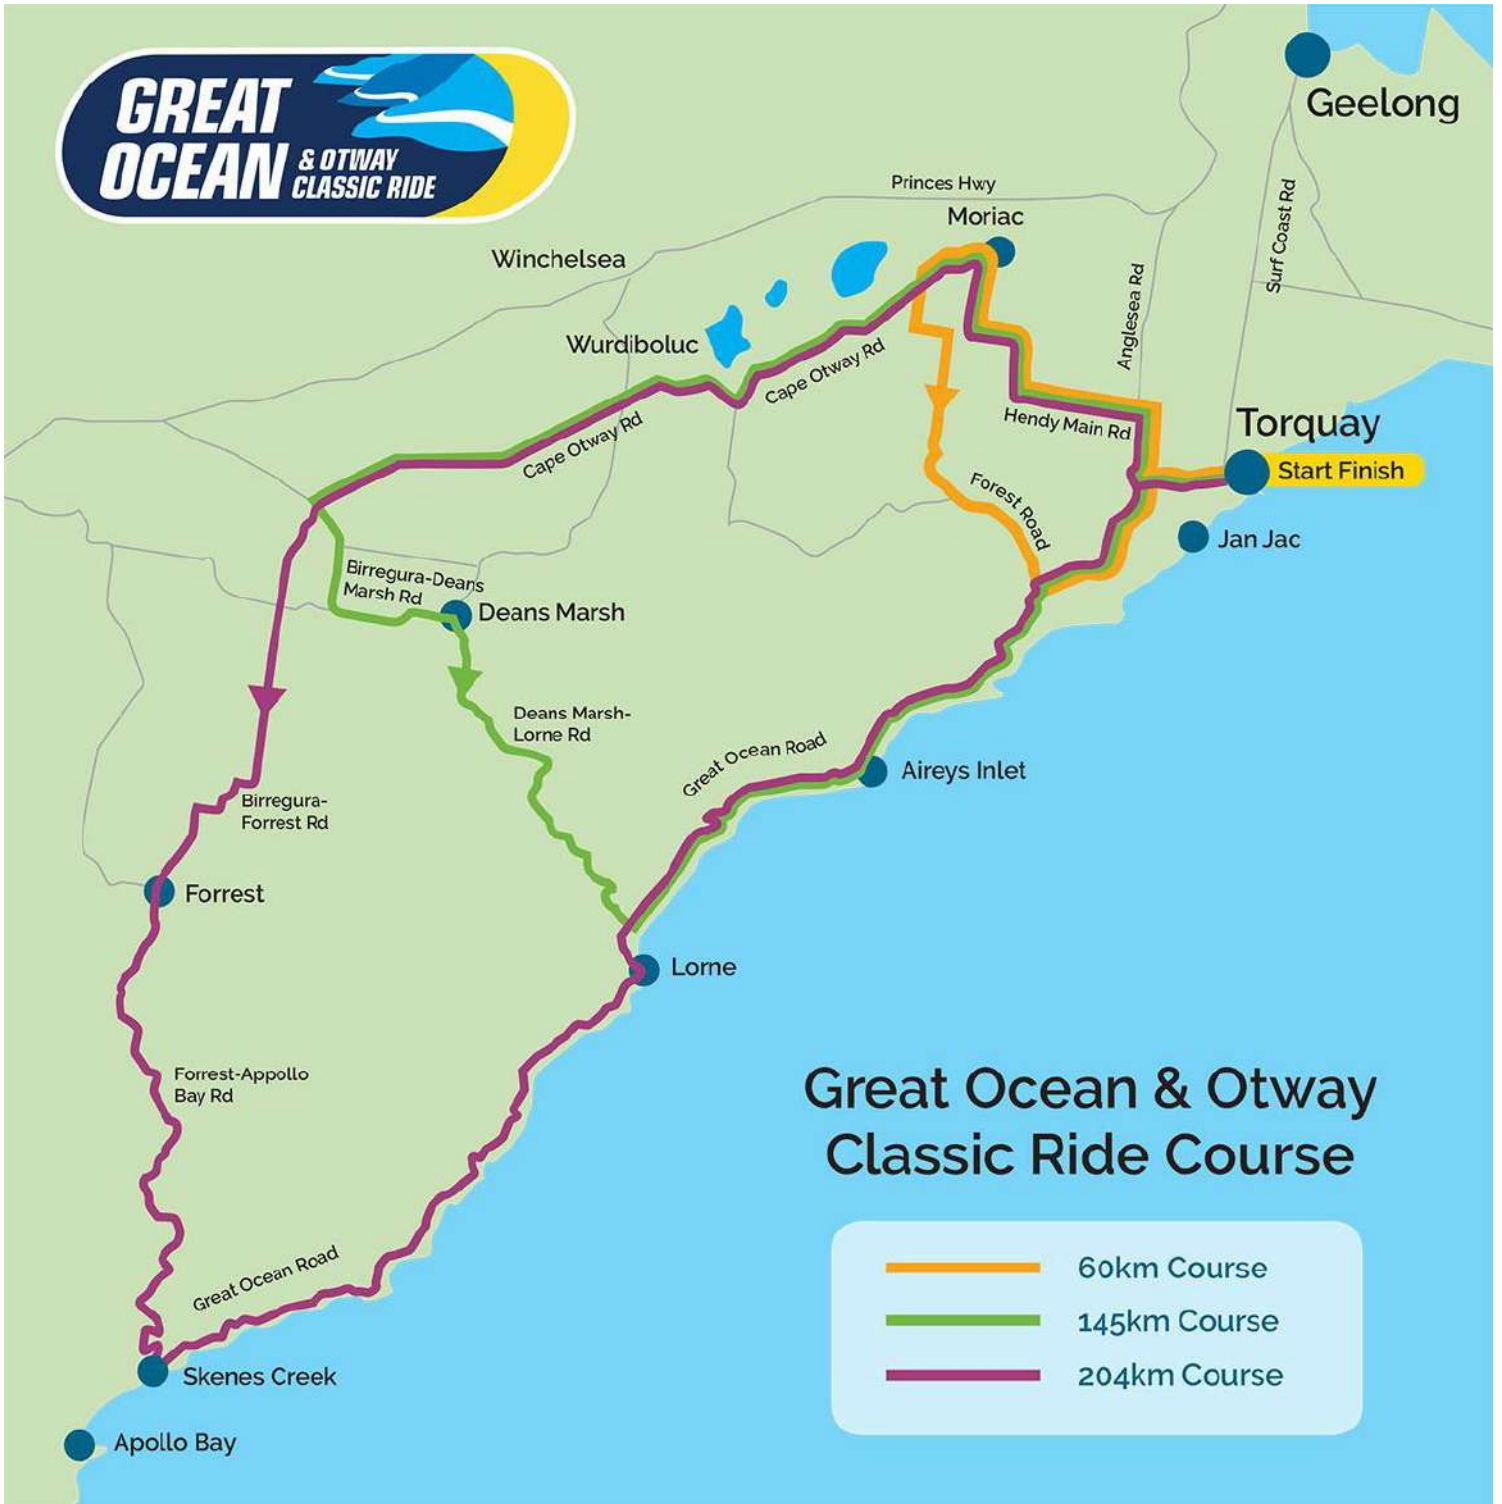 GREAT
OCEAN
& OTWAY
CLASSIC RIDE
Geelong
Princes Hwy
Moriac
Surf Coast Rd
Winchelsea
Anglesea Rd
Wurdiboluc
Cape Otway Rd
Cape Otway Rd
Hendy Main Rd
Torquay
Start Finish
Forest Road
Jan Jac
Birregura-Deans
Marsh Rd
Deans Marsh
Deans Marsh-
Lorne Rd
Great Ocean Road
Aireys Inlet
Birregura-
Forrest Rd
Forrest
Lorne
Forrest-Appollo
Bay Rd
Great Ocean Road
Skenes Creek
Apollo Bay
Great Ocean & Otway
Classic Ride Course
60km Course
145km Course
204km Course